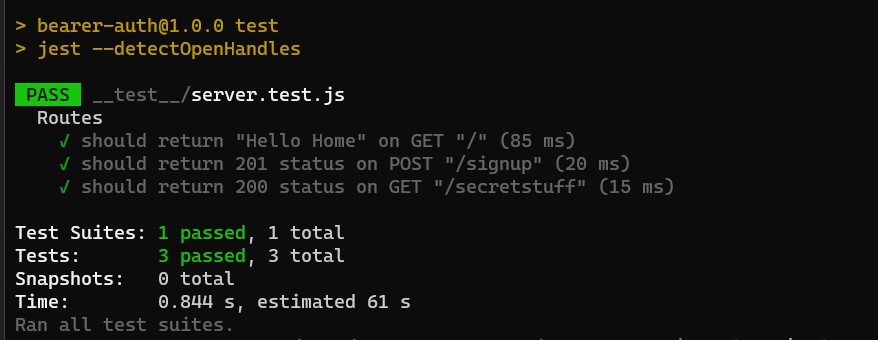 > bearer-auth@1.0.0 test
> jest --detectOpenHandles
PASS __test__/server.test.js
Routes
√ should return "Hello Home" on GET "/" (85 ms)
√ should return 201 status on POST "/signup" (20 ms)
√ should return 200 status on GET "/secretstuff" (15 ms)
Test Suites: 1 passed, 1 total
Tests: 3 passed, 3 total
Snapshots: 0 total
Time: 0.844 s, estimated 61 s
Ran all test suites.